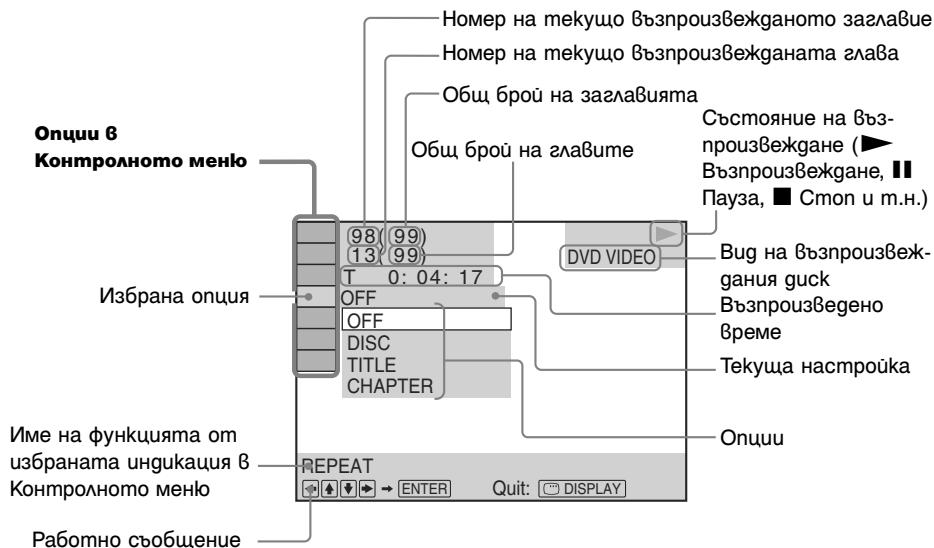 Номер на текущо възпроизвежданото заглавие
Номер на текущо възпроизвежданата глава
Общ брой на заглавията
Общ брой на главите
Състояние на въз-
произвеждане (▶
Възпроизвеждане, ❚❚
Пауза, ■ Стоп и т.н.)
Опции в
Контролното меню
98(99)
13(99)
DVD VIDEO
T 0: 04: 17
OFF
OFF
DISC
TITLE
CHAPTER
Вид на възпроизвеж-
дания диск
Възпроизведено
време
Избрана опция
Текуща настройка
Опции
Име на функцията от
избраната индикация в
Контролното меню
REPEAT
ENTER Quit: DISPLAY
Работно съобщение